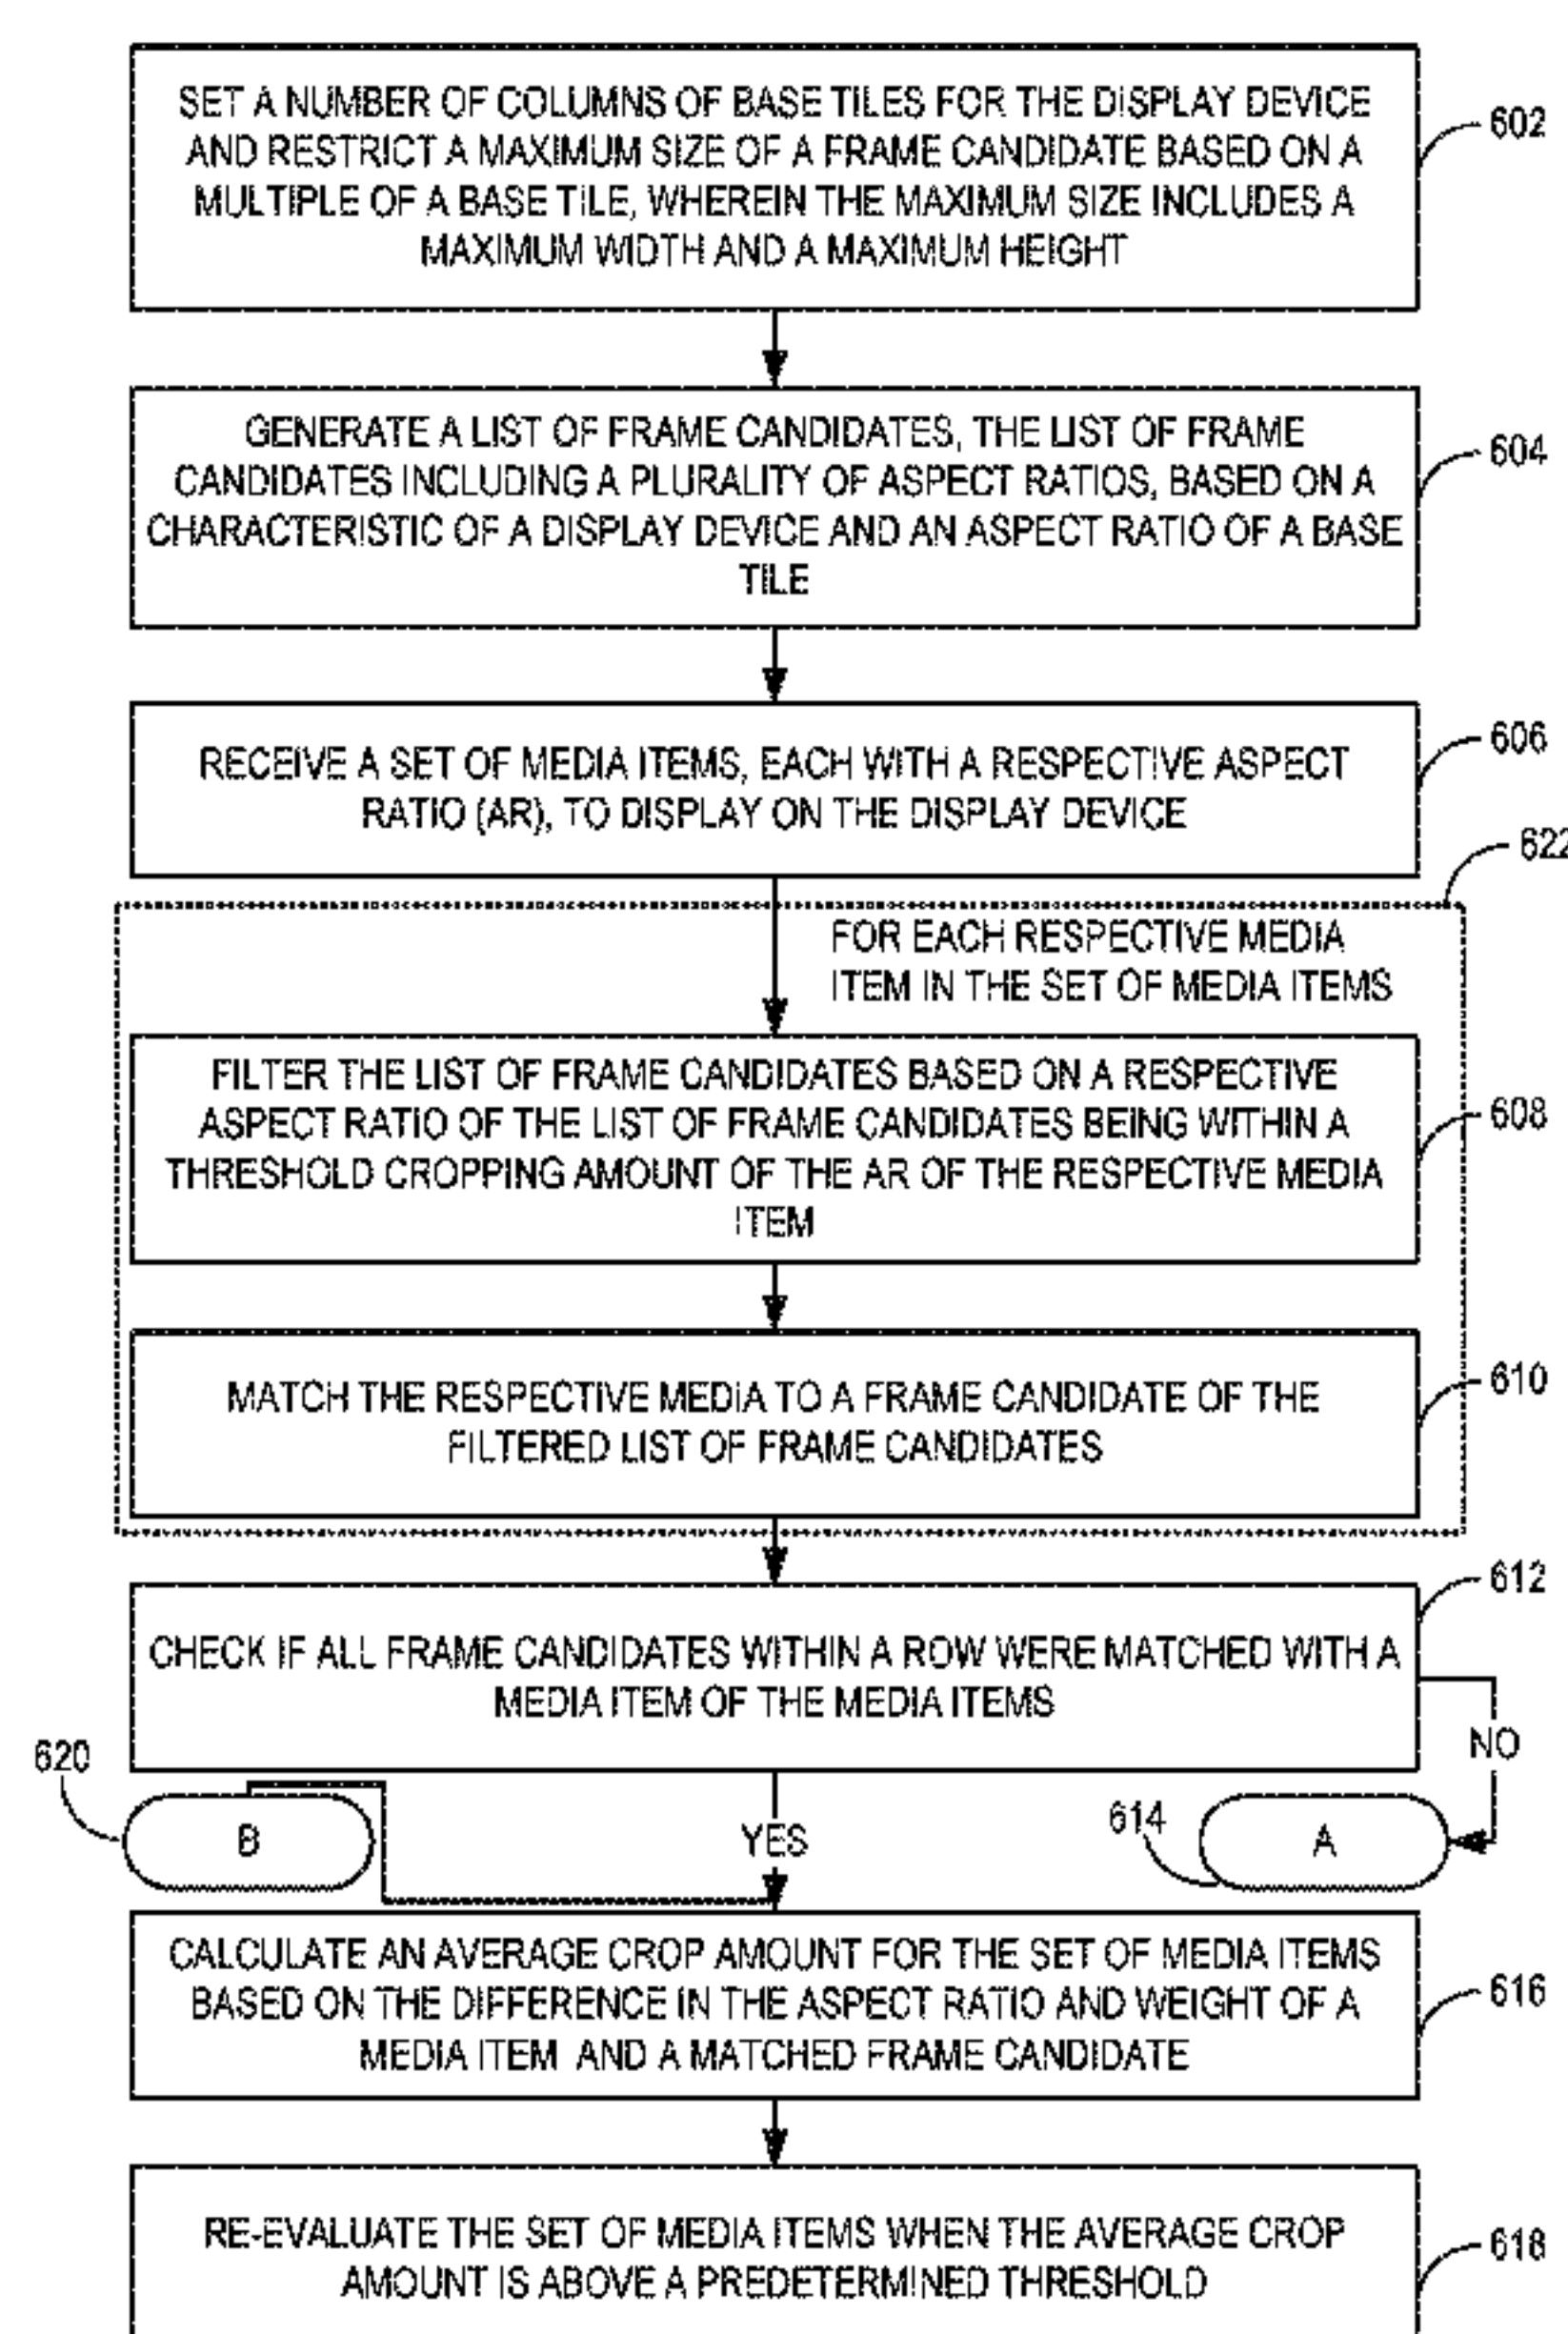 SET A NUMBER OF COLUMNS OF BASE TILES FOR THE DISPLAY DEVICE
AND RESTRICT A MAXIMUM SIZE OF A FRAME CANDIDATE BASED ON A
MULTIPLE OF A BASE TILE, WHEREIN THE MAXIMUM SIZE INCLUDES A
MAXIMUM WIDTH AND A MAXIMUM HEIGHT
602
GENERATE A LIST OF FRAME CANDIDATES, THE LIST OF FRAME
CANDIDATES INCLUDING A PLURALITY OF ASPECT RATIOS, BASED ON A
CHARACTERISTIC OF A DISPLAY DEVICE AND AN ASPECT RATIO OF A BASE
TILE
604
RECEIVE A SET OF MEDIA ITEMS, EACH WITH A RESPECTIVE ASPECT
RATIO (AR), TO DISPLAY ON THE DISPLAY DEVICE
606
622
FOR EACH RESPECTIVE MEDIA
ITEM IN THE SET OF MEDIA ITEMS
FILTER THE LIST OF FRAME CANDIDATES BASED ON A RESPECTIVE
ASPECT RATIO OF THE LIST OF FRAME CANDIDATES BEING WITHIN A
THRESHOLD CROPPING AMOUNT OF THE AR OF THE RESPECTIVE MEDIA
ITEM
608
MATCH THE RESPECTIVE MEDIA TO A FRAME CANDIDATE OF THE
FILTERED LIST OF FRAME CANDIDATES
610
CHECK IF ALL FRAME CANDIDATES WITHIN A ROW WERE MATCHED WITH A
MEDIA ITEM OF THE MEDIA ITEMS
612
NO
620
B
YES
614
A
CALCULATE AN AVERAGE CROP AMOUNT FOR THE SET OF MEDIA ITEMS
BASED ON THE DIFFERENCE IN THE ASPECT RATIO AND WEIGHT OF A
MEDIA ITEM AND A MATCHED FRAME CANDIDATE
616
RE-EVALUATE THE SET OF MEDIA ITEMS WHEN THE AVERAGE CROP
AMOUNT IS ABOVE A PREDETERMINED THRESHOLD
618